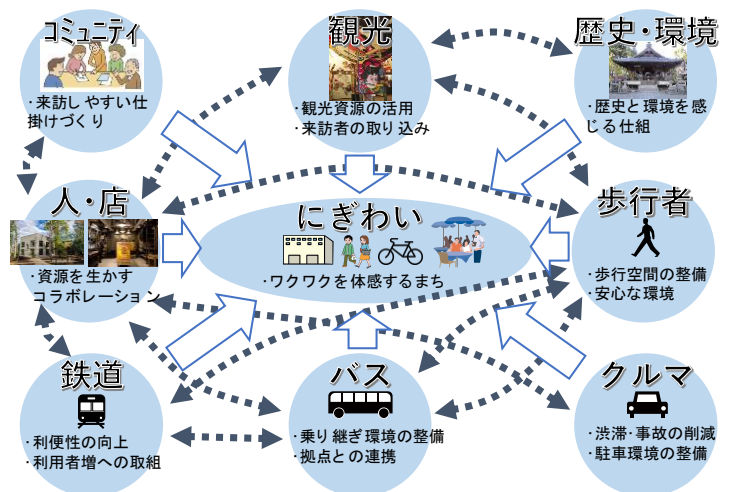 コミュニティ
・来訪しやすい仕
掛けづくり
観光
・観光資源の活用
・来訪者の取り込み
歴史・環境
・歴史と環境を感
じる仕組
人・店
・資源を生かす
コラボレーション
にぎわい
・ワクワクを体感するまち
歩行者
・歩行空間の整備
・安心な環境
鉄道
・利便性の向上
・利用者増への取組
バス
・乗り継ぎ環境の整備
・拠点との連携
クルマ
・渋滞・事故の削減
・駐車環境の整備